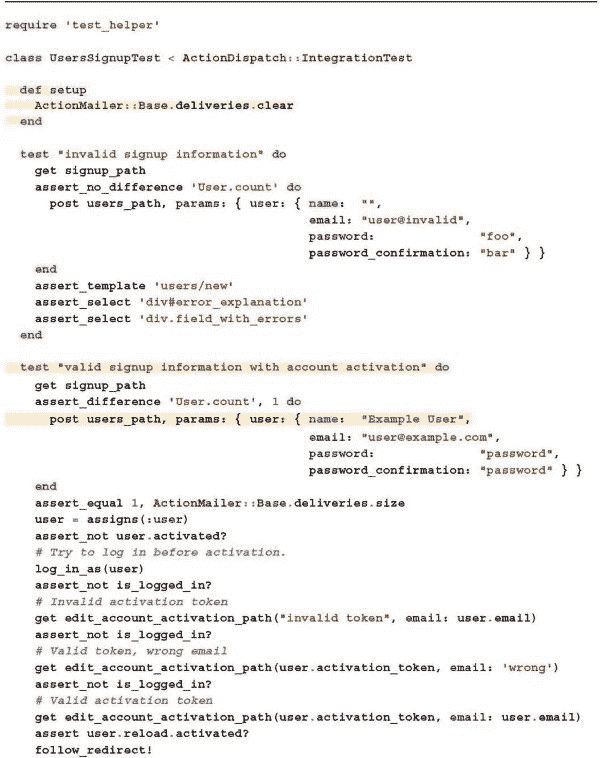 require 'test_helper'
class UsersSignupTest < ActionDispatch::IntegrationTest
  def setup
    ActionMailer::Base.deliveries.clear
  end
  test "invalid signup information" do
    get signup_path
    assert_no_difference 'User.count' do
      post users_path, params: { user: { name:  "",
                                         email: "user@invalid",
                                         password:              "foo",
                                         password_confirmation: "bar" } }
    end
    assert_template 'users/new'
    assert_select 'div#error_explanation'
    assert_select 'div.field_with_errors'
  end
  test "valid signup information with account activation" do
    get signup_path
    assert_difference 'User.count', 1 do
      post users_path, params: { user: { name:  "Example User",
                                         email: "user@example.com",
                                         password:              "password",
                                         password_confirmation: "password" } }
    end
    assert_equal 1, ActionMailer::Base.deliveries.size
    user = assigns(:user)
    assert_not user.activated?
    # Try to log in before activation.
    log_in_as(user)
    assert_not is_logged_in?
    # Invalid activation token
    get edit_account_activation_path("invalid token", email: user.email)
    assert_not is_logged_in?
    # Valid token, wrong email
    get edit_account_activation_path(user.activation_token, email: 'wrong')
    assert_not is_logged_in?
    # Valid activation token
    get edit_account_activation_path(user.activation_token, email: user.email)
    assert user.reload.activated?
    follow_redirect!